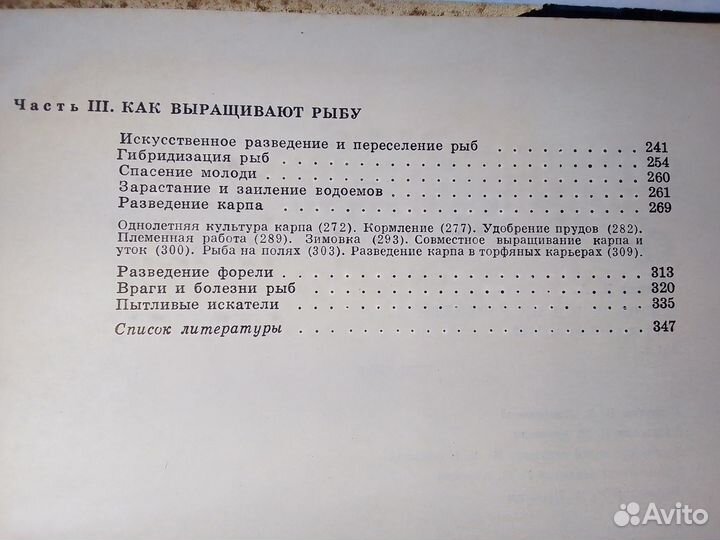 Часть III. КАК ВЫРАЩИВАЮТ РЫБУ
Искусственное разведение и переселение рыб . . . . . . . . . 241
Гибридизация рыб . . . . . . . . . . . . . . . . . . . . . 254
Спасение молоди . . . . . . . . . . . . . . . . . . . . . 260
Зарастание и заиление водоемов . . . . . . . . . . . . . . 261
Разведение карпа . . . . . . . . . . . . . . . . . . . . . 269
Однолетняя культура карпа (272). Кормление (277). Удобрение прудов (282).
Племенная работа (289). Зимовка (293). Совместное выращивание карпа и
уток (300). Рыба на полях (303). Разведение карпа в торфяных карьерах (309).
Разведение форели . . . . . . . . . . . . . . . . . . . . 313
Враги и болезни рыб . . . . . . . . . . . . . . . . . . . 320
Пытливые искатели . . . . . . . . . . . . . . . . . . . . 335
Список литературы . . . . . . . . . . . . . . . . . . . . 347
Avito